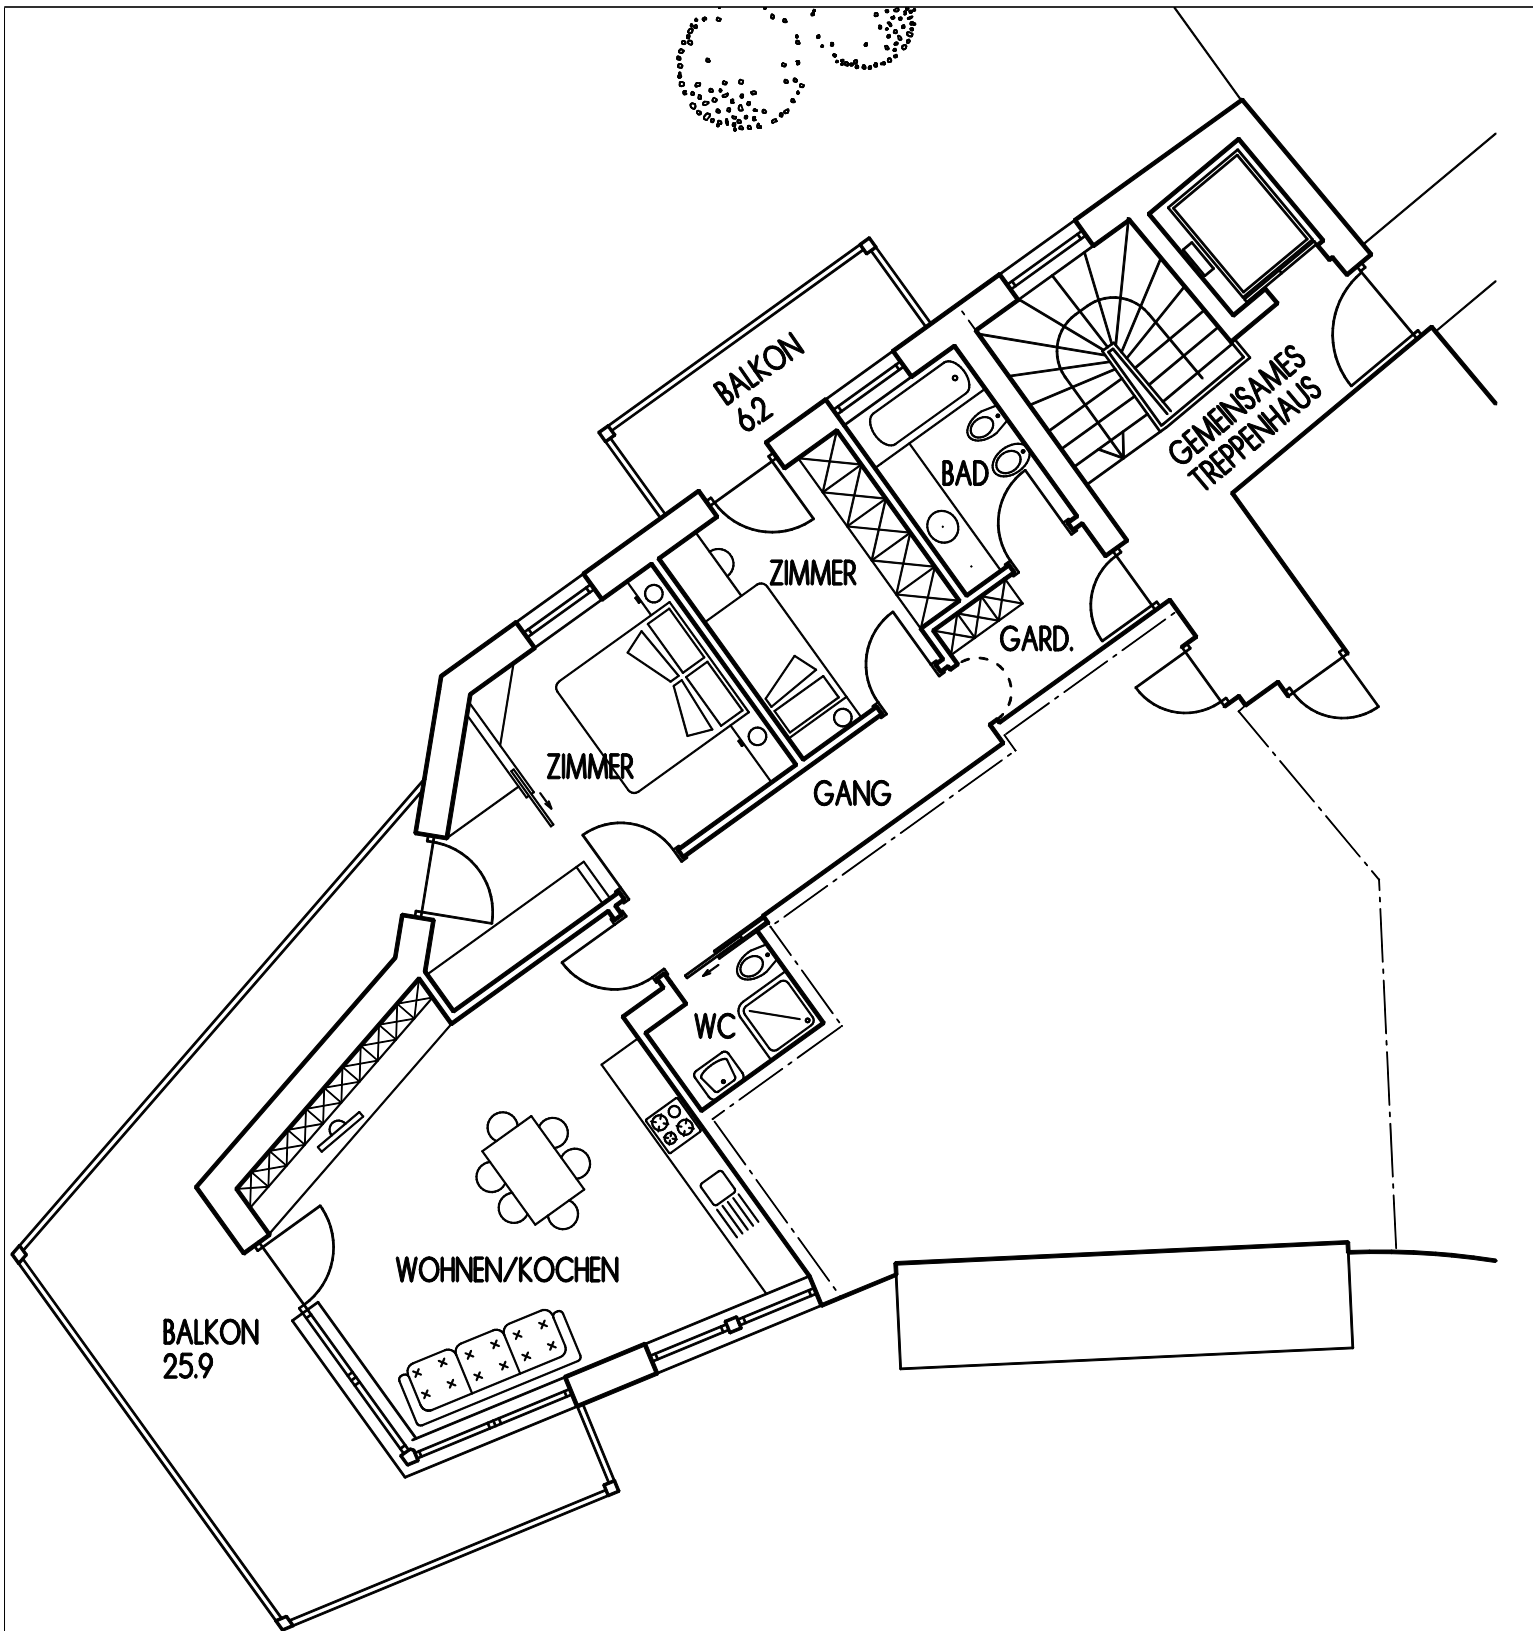 BALKON
6.2
GEMEINSAMES
TREPPENHAUS
BAD
ZIMMER
GARD.
ZIMMER
GANG
WC
WOHNEN/KOCHEN
BALKON
25.9